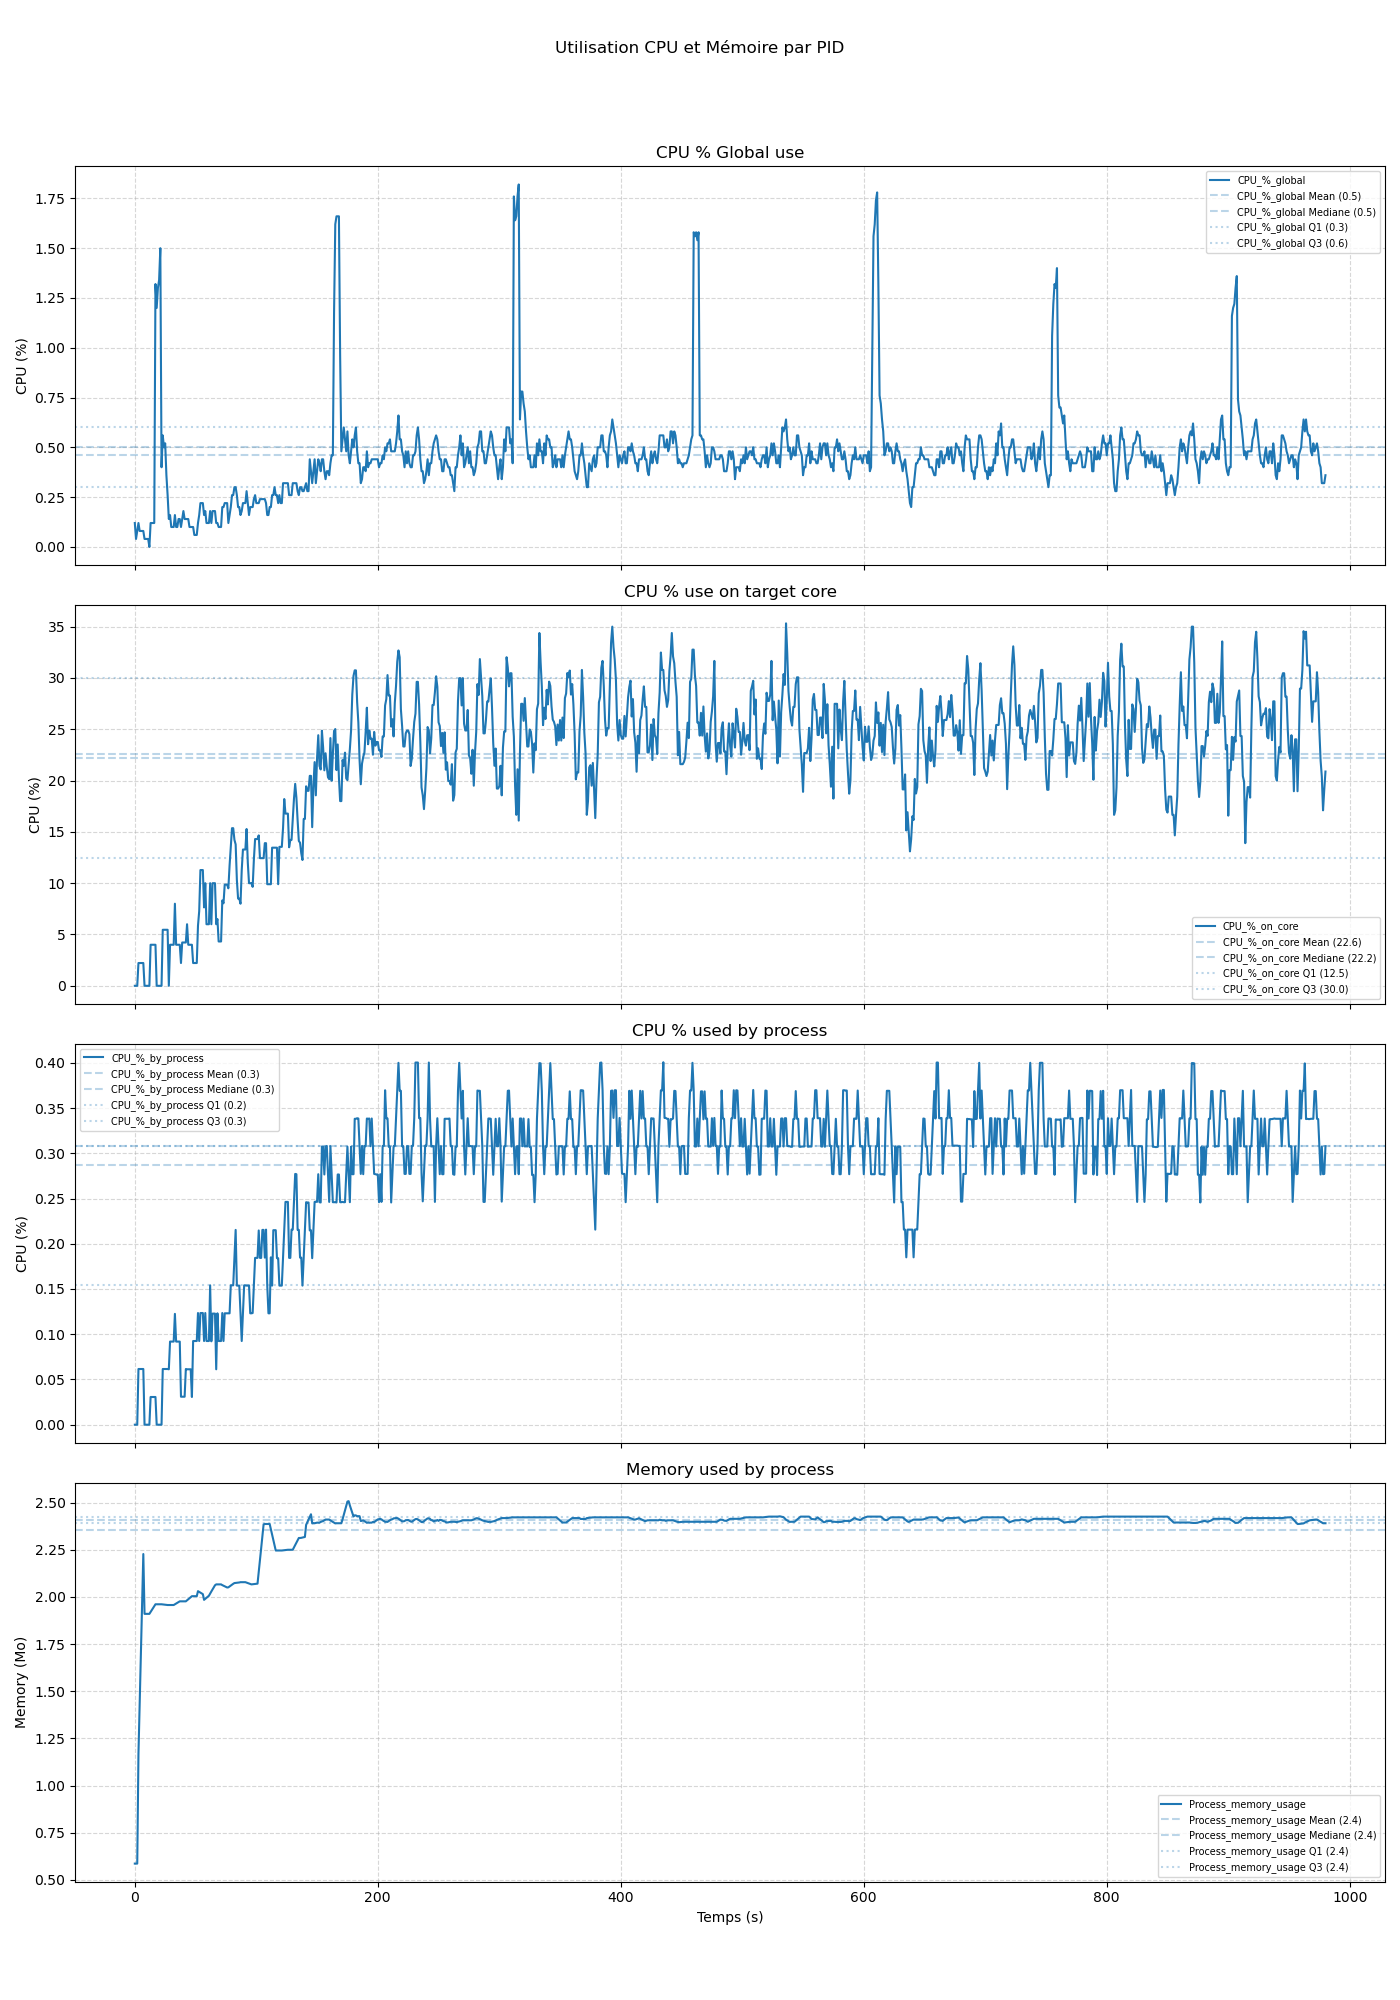 Utilisation CPU et Mémoire par PID
CPU % Global use
CPU (%)
1.75
1.50
1.25
1.00
0.75
0.50
0.25
0.00
CPU_%_global
CPU_%_global Mean (0.5)
CPU_%_global Mediane (0.5)
CPU_%_global Q1 (0.3)
CPU_%_global Q3 (0.6)
CPU % use on target core
CPU (%)
35
30
25
20
15
10
5
0
CPU_%_on_core
CPU_%_on_core Mean (22.6)
CPU_%_on_core Mediane (22.2)
CPU_%_on_core Q1 (12.5)
CPU_%_on_core Q3 (30.0)
CPU % used by process
CPU (%)
0.40
0.35
0.30
0.25
0.20
0.15
0.10
0.05
0.00
CPU_%_by_process
CPU_%_by_process Mean (0.3)
CPU_%_by_process Mediane (0.3)
CPU_%_by_process Q1 (0.2)
CPU_%_by_process Q3 (0.3)
Memory used by process
Memory (Mo)
2.50
2.25
2.00
1.75
1.50
1.25
1.00
0.75
0.50
Process_memory_usage
Process_memory_usage Mean (2.4)
Process_memory_usage Mediane (2.4)
Process_memory_usage Q1 (2.4)
Process_memory_usage Q3 (2.4)
0 200 400 600 800 1000
Temps (s)